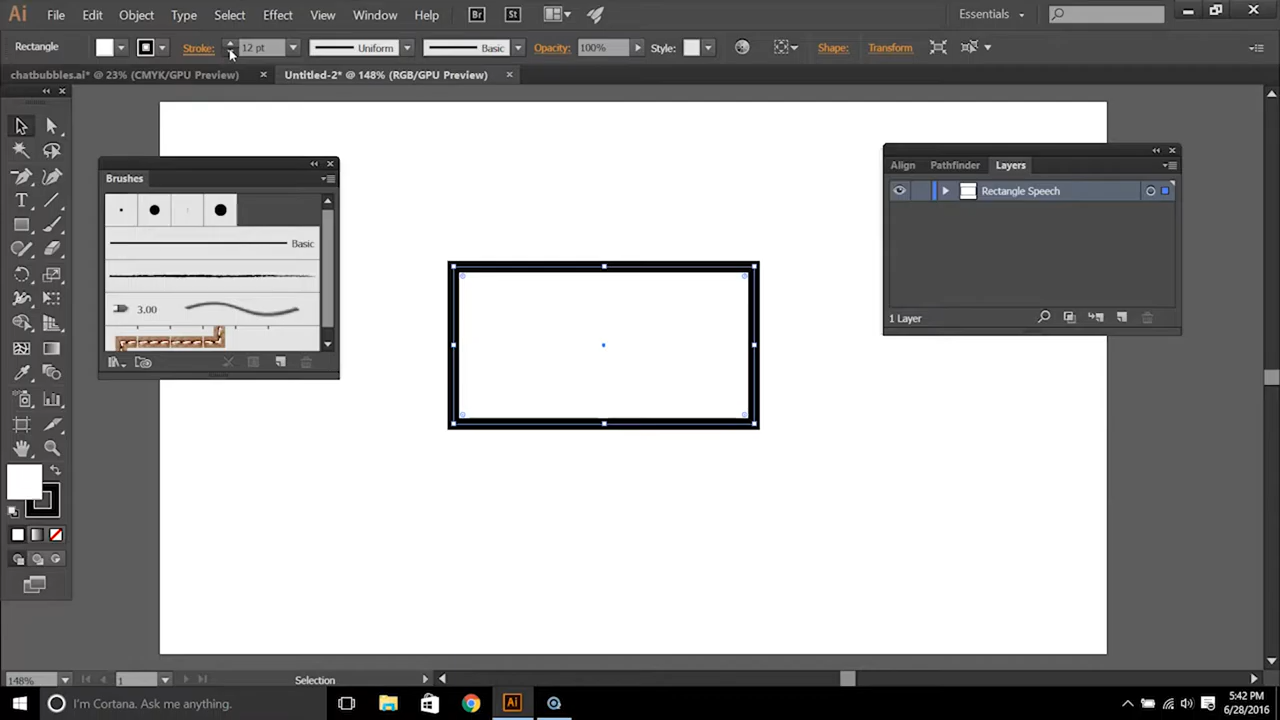 Ai File Edit Object Type Select Effect View Window Help Br St Essentials
Rectangle Stroke: 12 pt Uniform Basic Opacity: 100% Style: Shape: Transform
chatbubbles.ai* @ 23% (CMYK/GPU Preview) Untitled-2* @ 148% (RGB/GPU Preview)
Align Pathfinder Layers
Brushes
Rectangle Speech
Basic
3.00
1 Layer
148% 1 Selection
I'm Cortana. Ask me anything. Ai 5:42 PM
6/28/2016